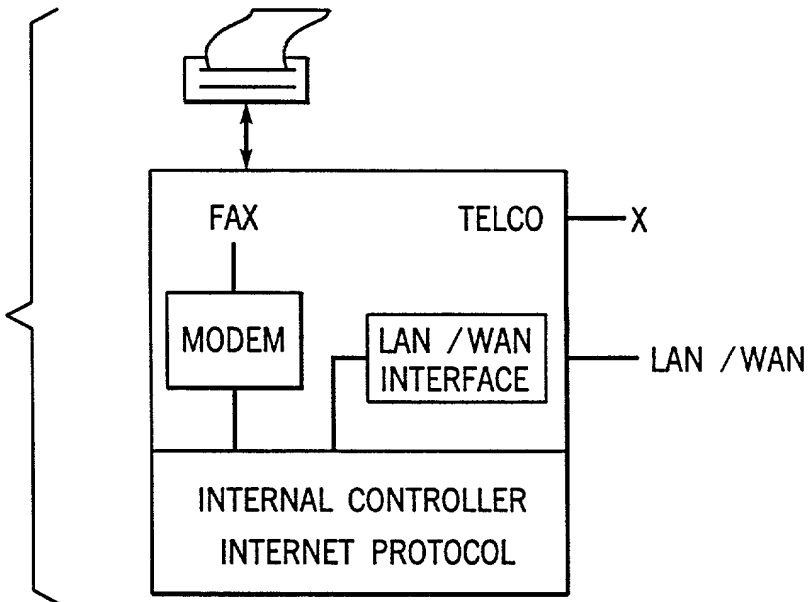 FAX
TELCO
X
MODEM
LAN /WAN
INTERFACE
LAN /WAN
INTERNAL CONTROLLER
INTERNET PROTOCOL